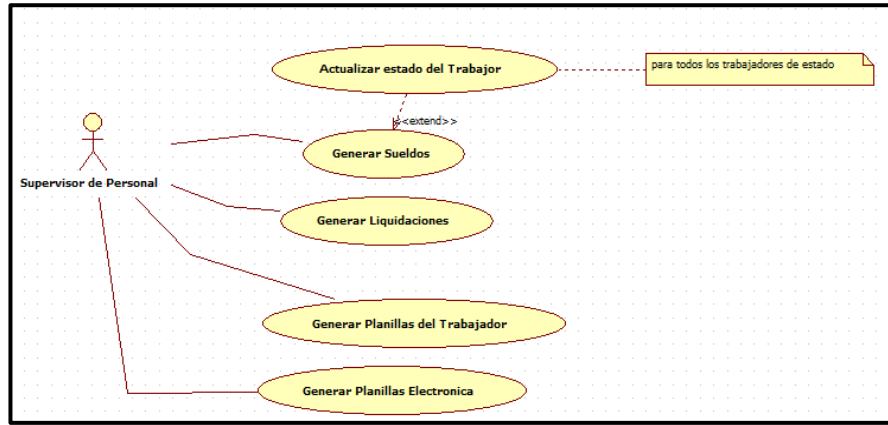 Actualizar estado del Trabajor
para todos los trabajadores de estado
<<extend>>
Generar Sueldos
Supervisor de Personal
Generar Liquidaciones
Generar Planillas del Trabajador
Generar Planillas Electronica